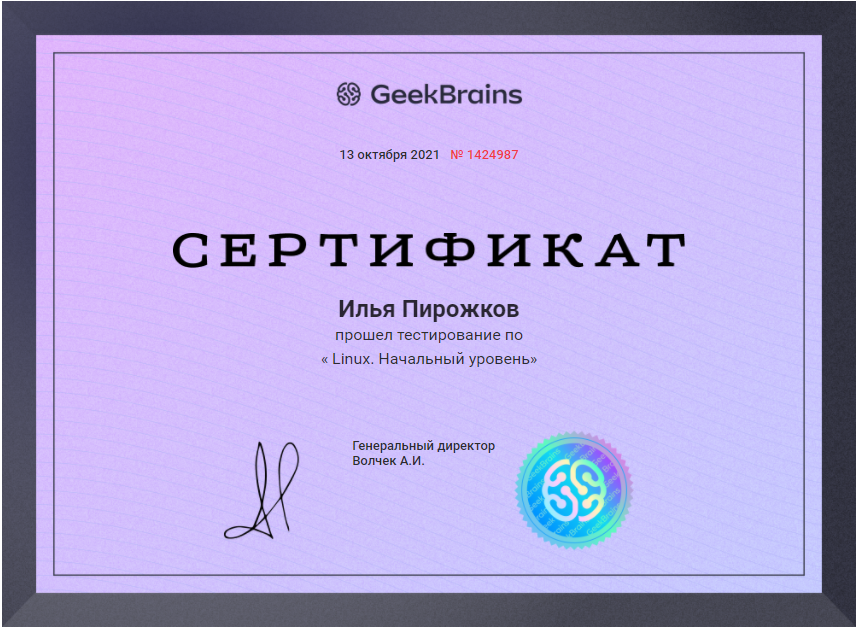 GeekBrains
13 октября 2021 № 1424987
СЕРТИФИКАТ
Илья Пирожков
прошел тестирование по
« Linux. Начальный уровень»
Генеральный директор
Волчек А.И.